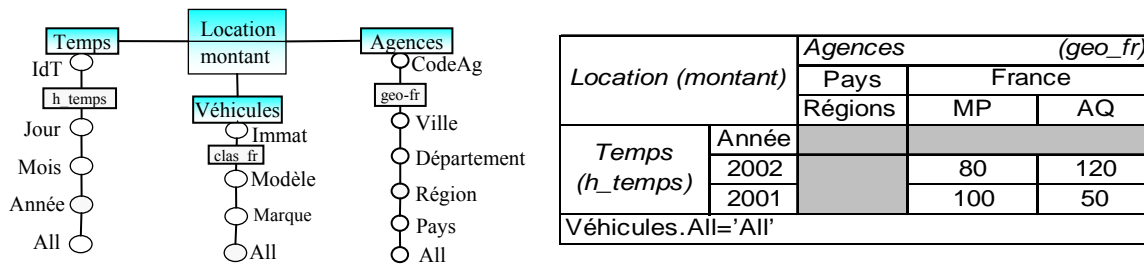 Temps
Location
montant
Agences
IdT
h_temps
Jour
Mois
Année
All
Véhicules
Immat
clas_fr
Modèle
Marque
All
CodeAg
geo-fr
Ville
Département
Région
Pays
All
Location (montant)
Agences (geo_fr)
Pays France
Régions MP AQ
Temps
(h_temps)
Année
2002 80 120
2001 100 50
Véhicules.All='All'